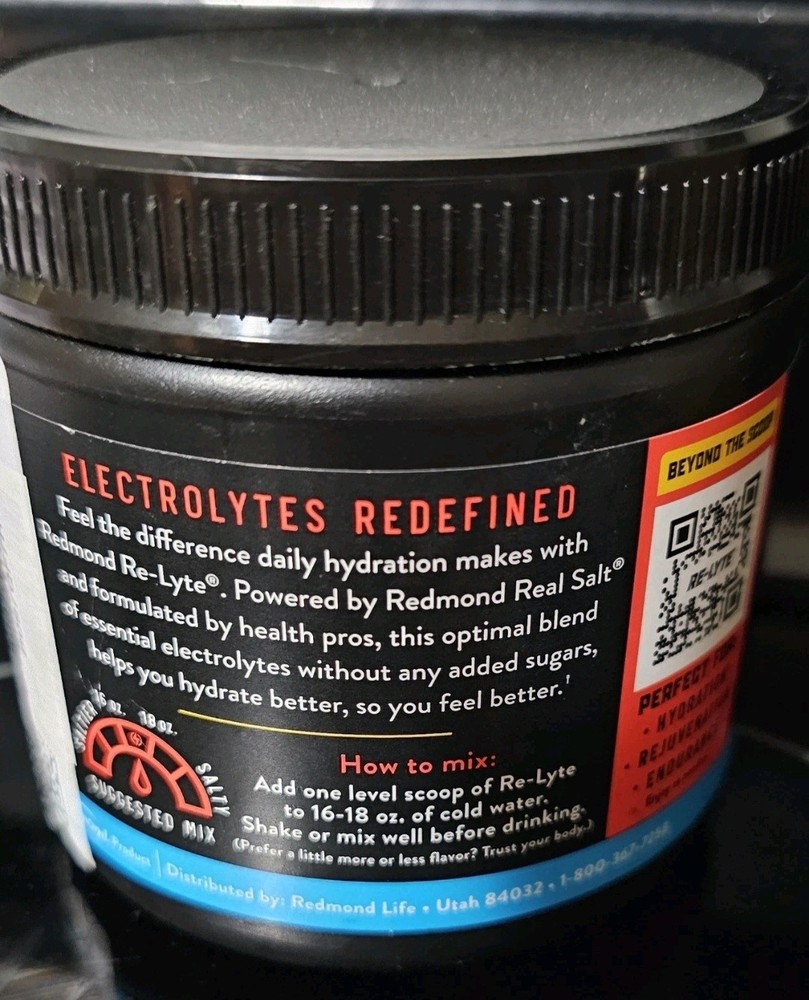 ELECTROLYTES REDEFINED
Feel the difference daily hydration makes with
Redmond Re-Lyte®. Powered by Redmond Real Salt®
and formulated by health pros, this optimal blend
of essential electrolytes without any added sugars,
helps you hydrate better, so you feel better.†
16 oz. 18 oz.
SALTY
SUGGESTED MIX
How to mix:
Add one level scoop of Re-Lyte
to 16-18 oz. of cold water.
Shake or mix well before drinking.
(Prefer a little more or less flavor? Trust your body.)
Product | Distributed by: Redmond Life • Utah 84032 • 1-800-367-7258
BEYOND THE SCOOP
RE-LYTE
PERFECT FOR:
• HYDRATION
• REJUVENATION
• ENDURANCE